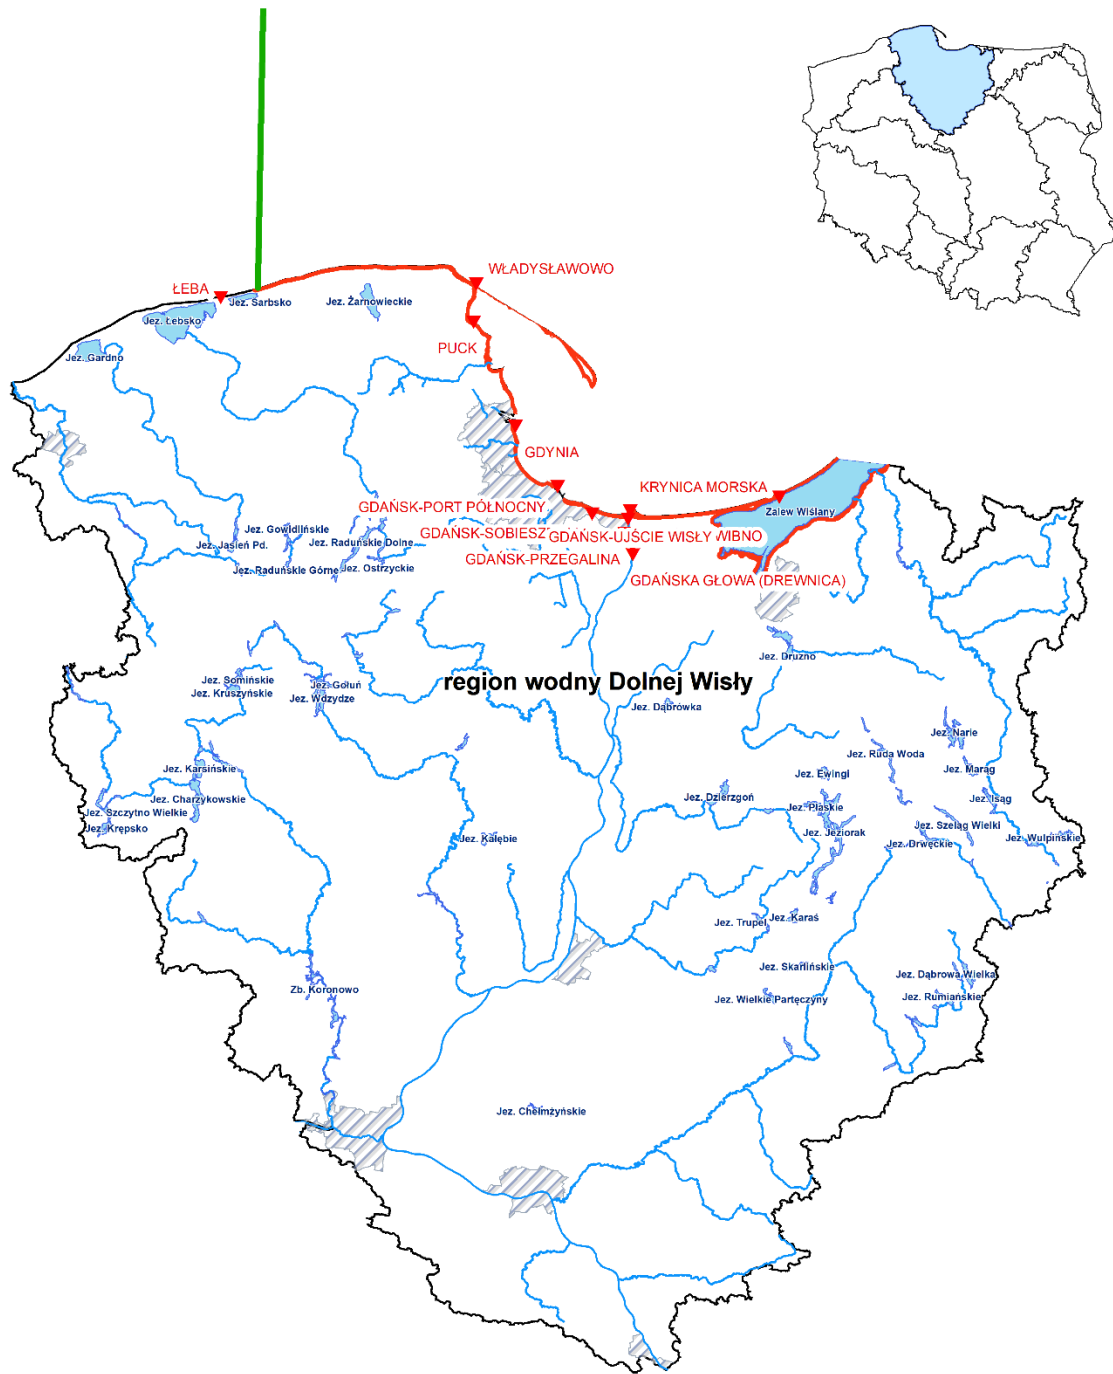 WŁADYSŁAWOWO
ŁEBA
Jez. Sarbsko
Jez. Żarnowieckie
Jez. Łebsko
PUCK
Jez. Gardno
GDYNIA
KRYNICA MORSKA
GDAŃSK-PORT PÓŁNOCNY
Zalew Wiślany
Jez. Gowidlińskie
GDAŃSK-SOBIESZ
GDAŃSK-UJŚCIE WISŁY
WIBNO
Jez. Jasień Pd.
Jez. Raduńskie Dolne
GDAŃSK-PRZEGALINA
Jez. Raduńskie Górne
Jez. Ostrzyckie
GDAŃSKA GŁOWA (DREWNICA)
Jez. Druzno
region wodny Dolnej Wisły
Jez. Somińskie
Jez. Gołuń
Jez. Kruszyńskie
Jez. Wdzydze
Jez. Dąbrówka
Jez. Narie
Jez. Ruda Woda
Jez. Karsińskie
Jez. Ewingi
Jez. Marąg
Jez. Charzykowskie
Jez. Dzierzgoń
Jez. Isąg
Jez. Szczytno Wielkie
Jez. Płaskie
Jez. Krępsko
Jez. Jeziorak
Jez. Szeląg Wielki
Jez. Kałębie
Jez. Drwęckie
Jez. Wulpińskie
Jez. Trupel
Jez. Karaś
Jez. Skarlińskie
Jez. Dąbrowa Wielka
Zb. Koronowo
Jez. Wielkie Partęczyny
Jez. Rumiańskie
Jez. Chełmżyńskie